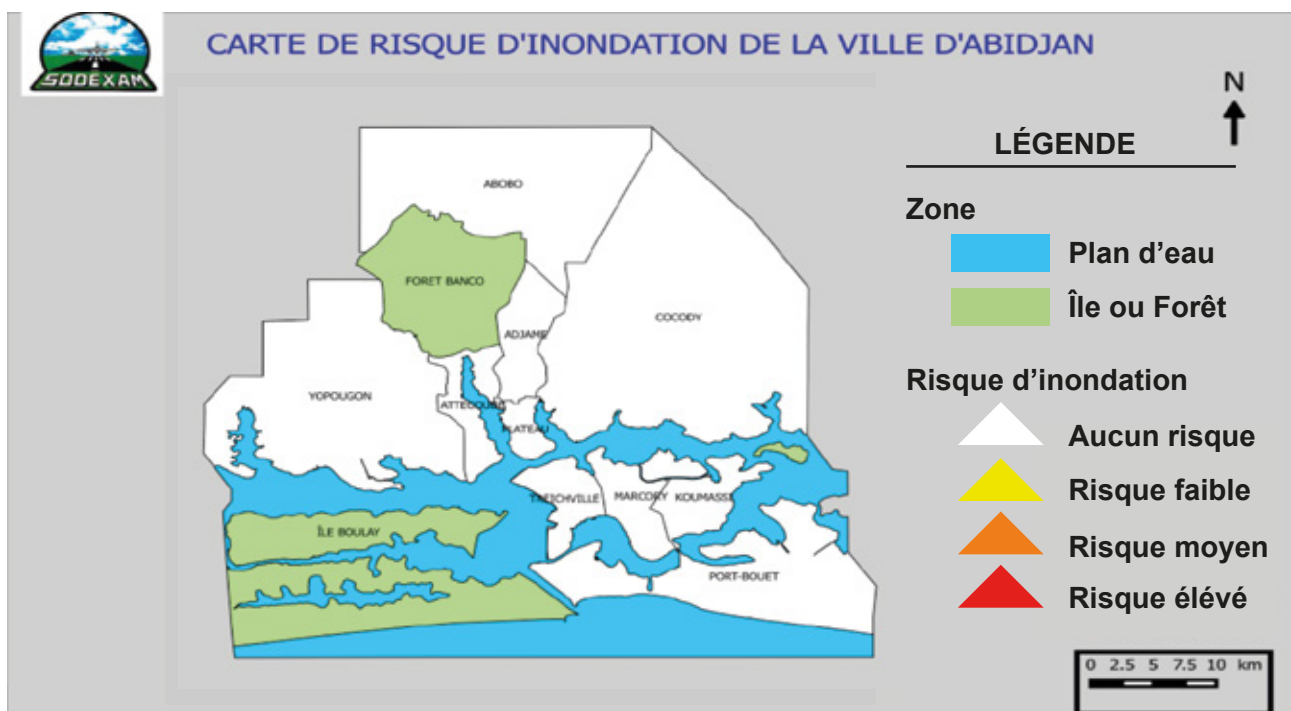 SODEXAM
CARTE DE RISQUE D'INONDATION DE LA VILLE D'ABIDJAN
N
LÉGENDE
Zone
Plan d’eau
Île ou Forêt
Risque d’inondation
Aucun risque
Risque faible
Risque moyen
Risque élévé
0 2.5 5 7.5 10 km
ABOBO
FORET BANCO
ADJAME
COCODY
YOPOUGON
ATTECOUBE
PLATEAU
TREICHVILLE
MARCORY
KOUMASSI
ÎLE BOULAY
PORT-BOUET